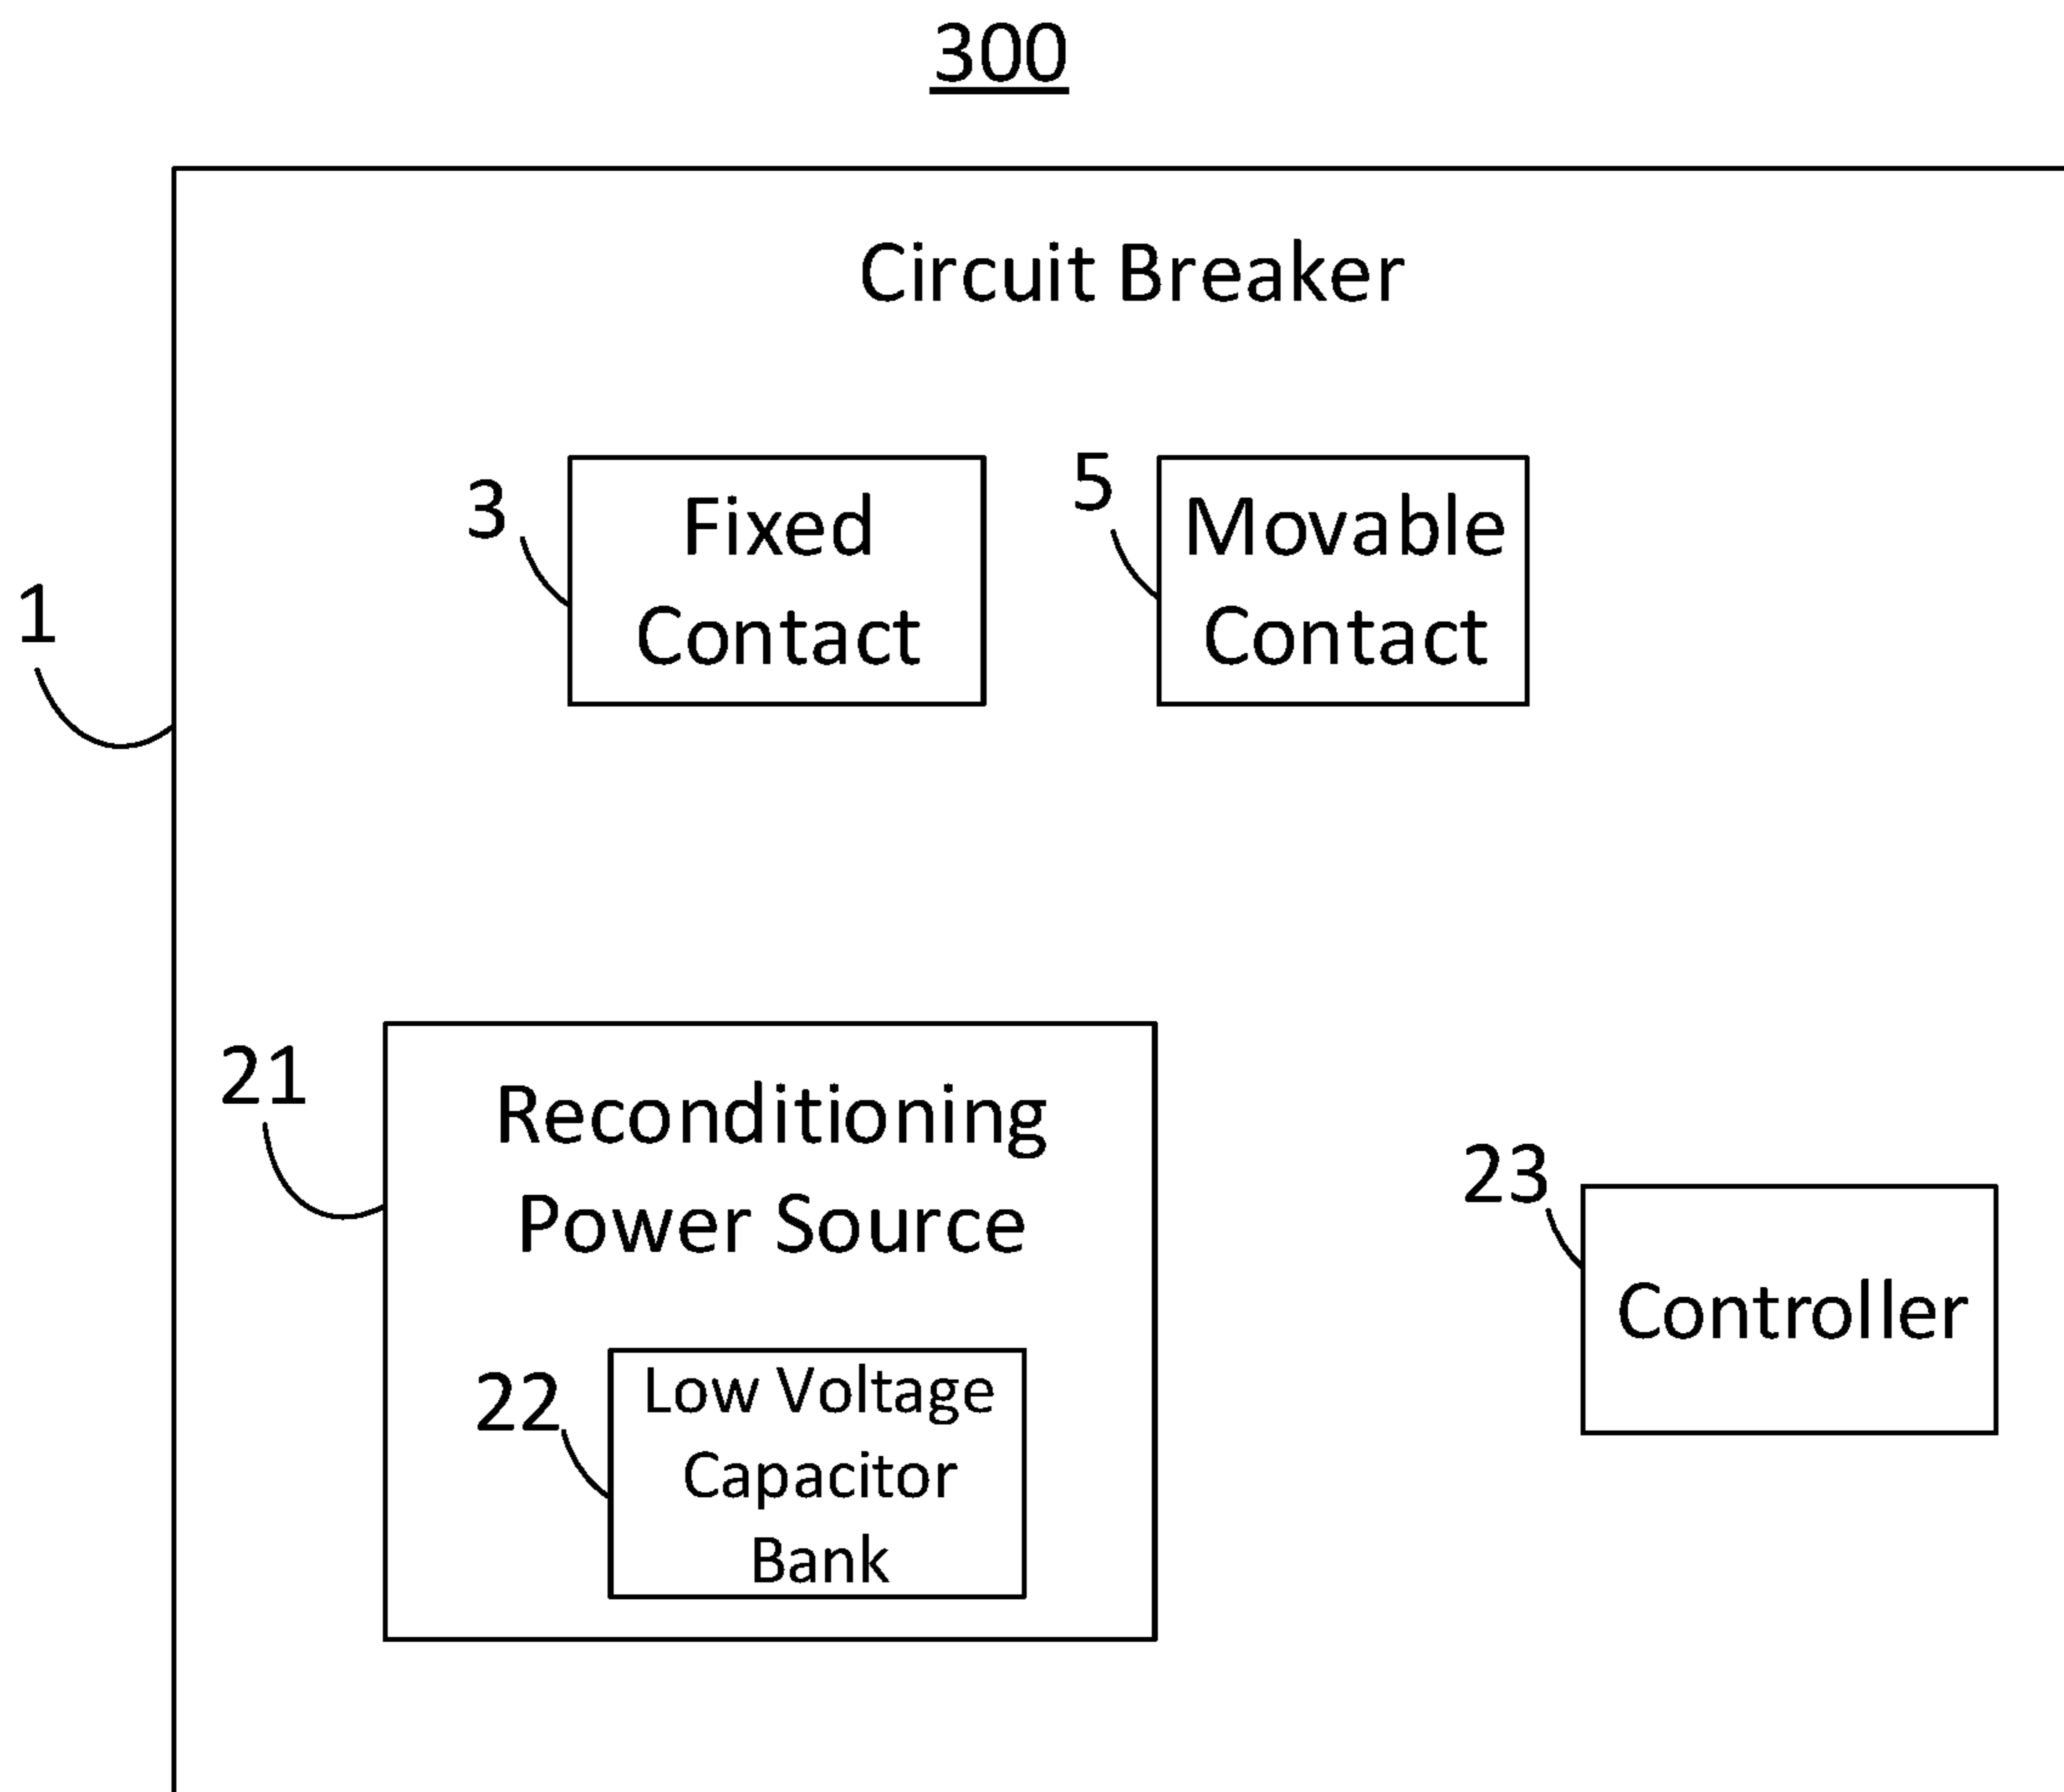 300
Circuit Breaker
3
Fixed
Contact
5
Movable
Contact
1
21
Reconditioning
Power Source
22
Low Voltage
Capacitor
Bank
23
Controller